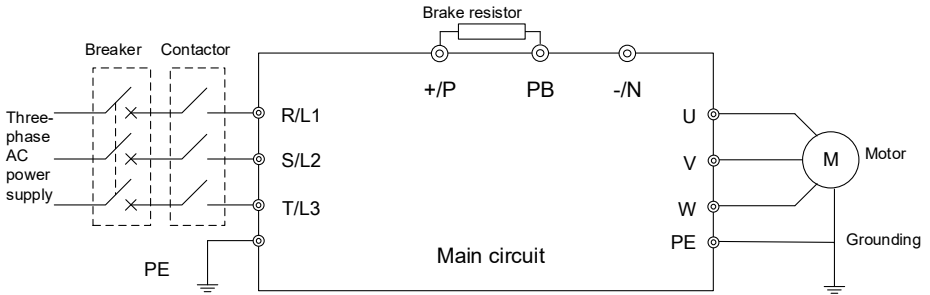 Brake resistor
Breaker
Contactor
+/P
PB
-/N
Three-
phase
AC
power
supply
R/L1
S/L2
T/L3
PE
U
V
W
PE
M
Motor
Grounding
Main circuit